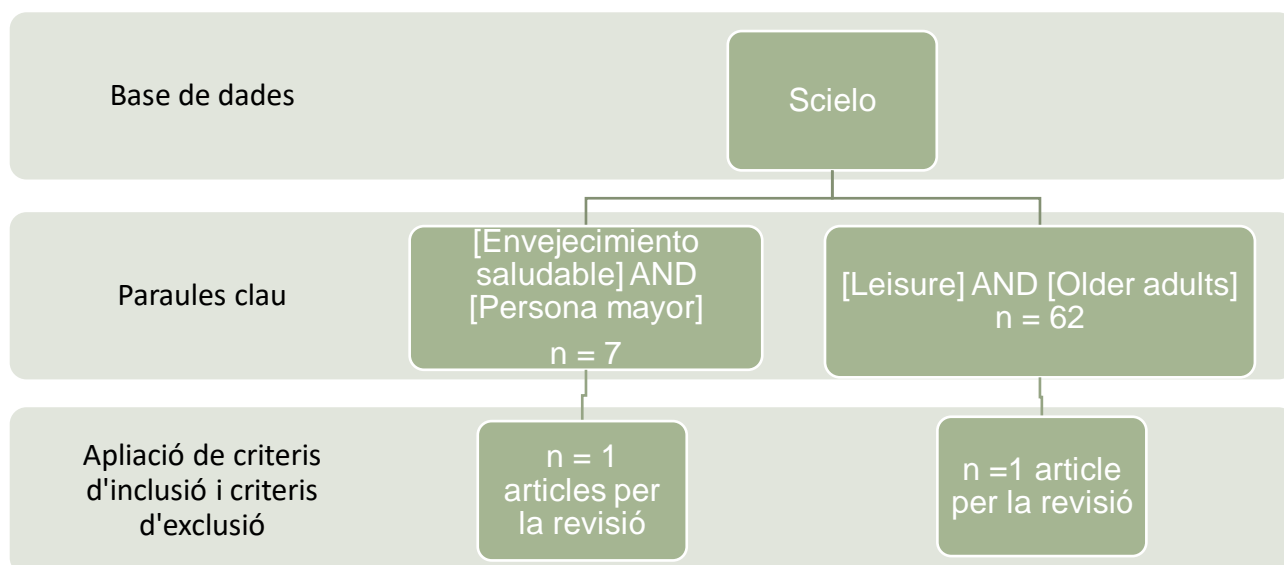 Base de dades
Scielo
Paraules clau
[Envejecimiento
saludable] AND
[Persona mayor]
n = 7
[Leisure] AND [Older adults]
n = 62
Apliació de criteris
d'inclusió i criteris
d'exclusió
n = 1
articles per
la revisió
n =1 article
per la revisió